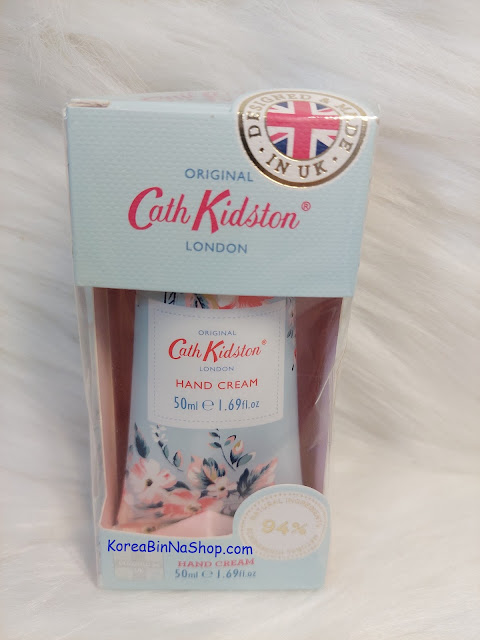 DESIGNED & MADE
IN UK
ORIGINAL
Cath Kidston®
LONDON
ORIGINAL
Cath Kidston®
LONDON
HAND CREAM
50ml ℮ 1.69fl.oz
94%
KoreaBinNaShop.com
HAND CREAM
50ml ℮ 1.69fl.oz